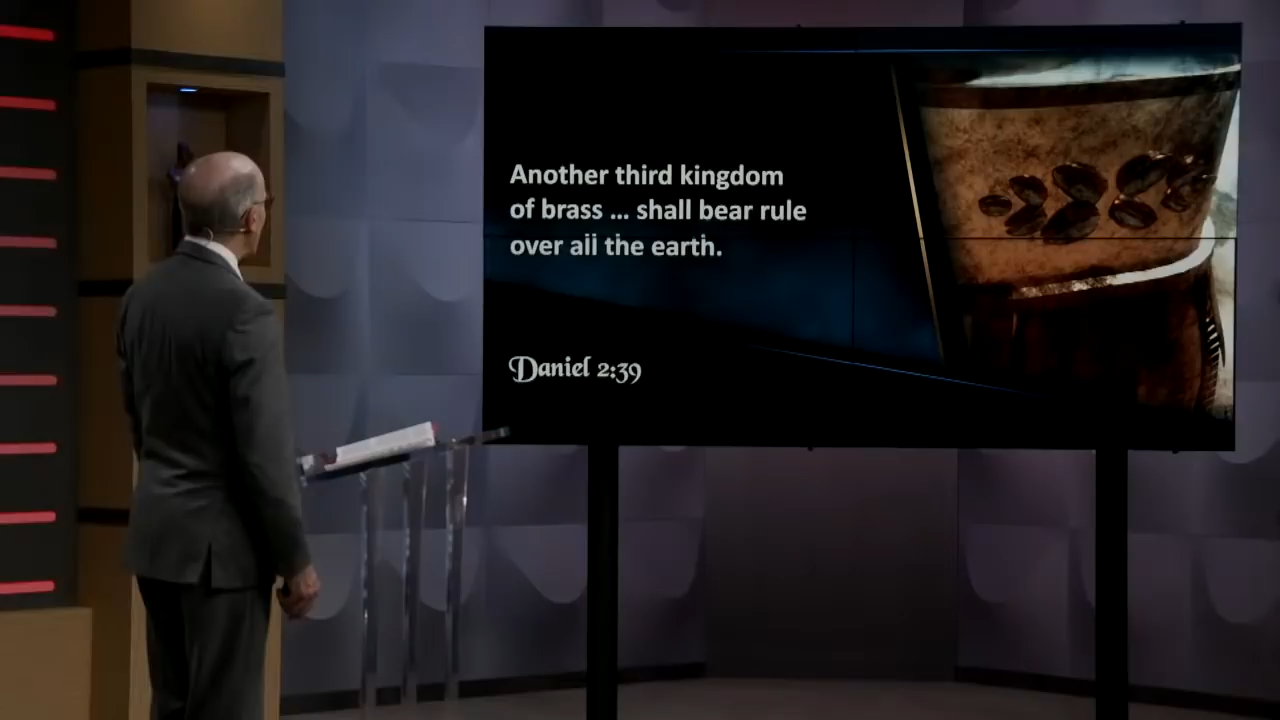 Another third kingdom
of brass ... shall bear rule
over all the earth.
Daniel 2:39